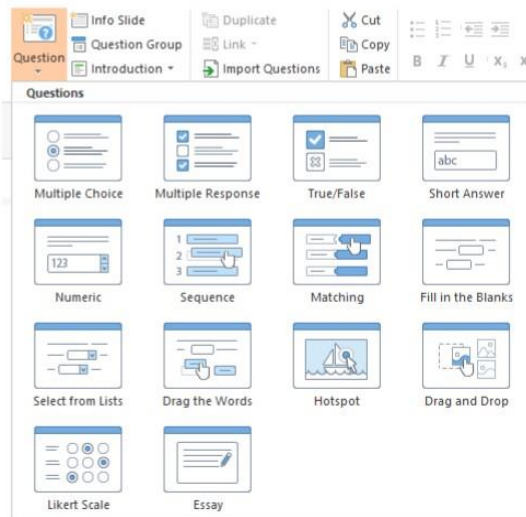 Info Slide Duplicate Cut
Question Group Link Copy
Question Introduction Import Questions Paste B I U X₂ X
Questions
abc
Multiple Choice Multiple Response True/False Short Answer
1
123 2
3
Numeric Sequence Matching Fill in the Blanks
Select from Lists Drag the Words Hotspot Drag and Drop
Likert Scale Essay